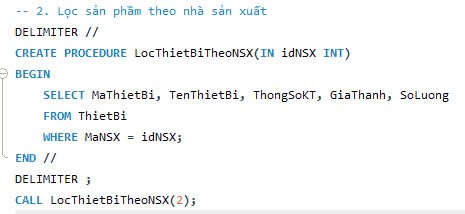 -- 2. Lọc sản phầm theo nhà sản xuất
DELIMITER //
CREATE PROCEDURE LocThietBiTheoNSX(IN idNSX INT)
BEGIN
SELECT MaThietBi, TenThietBi, ThongSoKT, GiaThanh, SoLuong
FROM ThietBi
WHERE MaNSX = idNSX;
END //
DELIMITER ;
CALL LocThietBiTheoNSX(2);